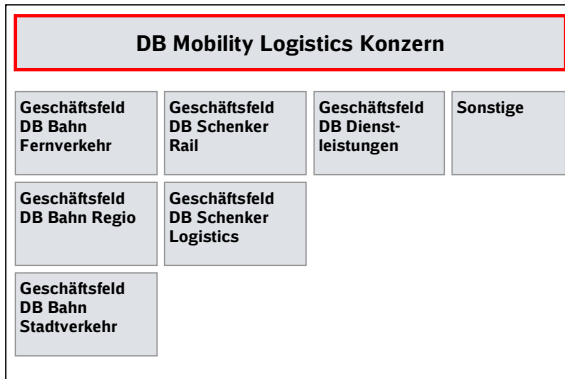 DB Mobility Logistics Konzern
Geschäftsfeld
DB Bahn
Fernverkehr
Geschäftsfeld
DB Schenker
Rail
Geschäftsfeld
DB Dienst-
leistungen
Sonstige
Geschäftsfeld
DB Bahn Regio
Geschäftsfeld
DB Schenker
Logistics
Geschäftsfeld
DB Bahn
Stadtverkehr